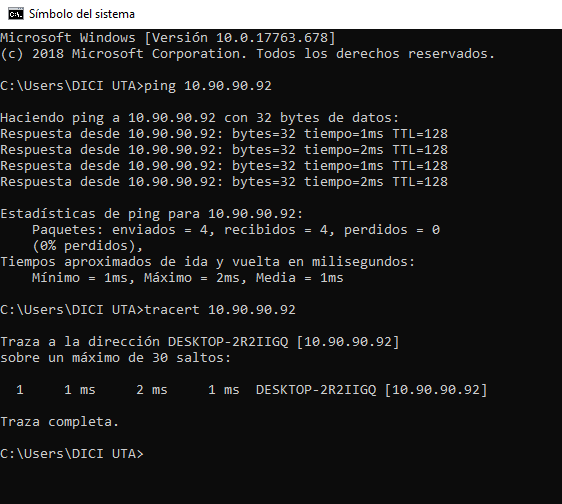 Símbolo del sistema
Microsoft Windows [Versión 10.0.17763.678]
(c) 2018 Microsoft Corporation. Todos los derechos reservados.
C:\Users\DICI UTA>ping 10.90.90.92
Haciendo ping a 10.90.90.92 con 32 bytes de datos:
Respuesta desde 10.90.90.92: bytes=32 tiempo=1ms TTL=128
Respuesta desde 10.90.90.92: bytes=32 tiempo=2ms TTL=128
Respuesta desde 10.90.90.92: bytes=32 tiempo=1ms TTL=128
Respuesta desde 10.90.90.92: bytes=32 tiempo=2ms TTL=128
Estadísticas de ping para 10.90.90.92:
    Paquetes: enviados = 4, recibidos = 4, perdidos = 0
    (0% perdidos),
Tiempos aproximados de ida y vuelta en milisegundos:
    Mínimo = 1ms, Máximo = 2ms, Media = 1ms
C:\Users\DICI UTA>tracert 10.90.90.92
Traza a la dirección DESKTOP-2R2IIGQ [10.90.90.92]
sobre un máximo de 30 saltos:
  1     1 ms     2 ms     1 ms  DESKTOP-2R2IIGQ [10.90.90.92]
Traza completa.
C:\Users\DICI UTA>